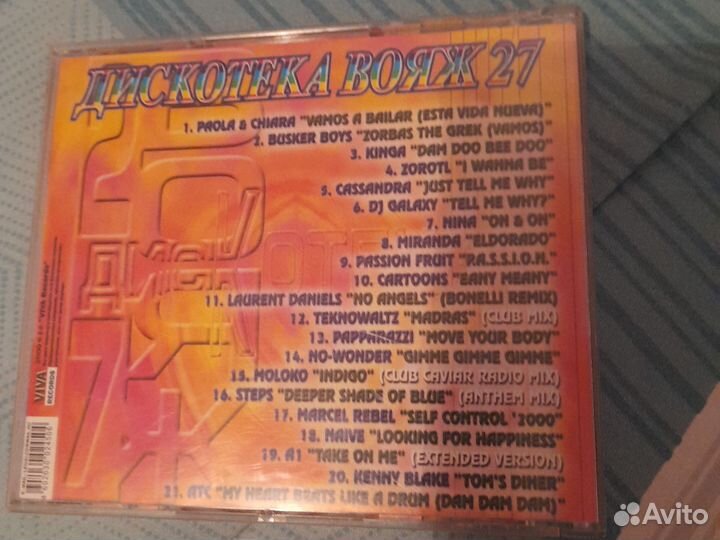 ДИСКОТЕКА ВОЯЖ 27
1. PAOLA & CHIARA "VAMOS A BAILAR (ESTA VIDA NUEVA)"
2. BUSKER BOYS "ZORBAS THE GREK (VAMOS)"
3. KINGA "DAM DOO BEE DOO"
4. ZOROTL "I WANNA BE"
5. CASSANDRA "JUST TELL ME WHY"
6. DJ GALAXY "TELL ME WHY?"
7. NINA "ON & ON"
8. MIRANDA "ELDORADO"
9. PASSION FRUIT "P.A.S.S.I.O.N."
10. CARTOONS "EANY MEANY"
11. LAURENT DANIELS "NO ANGELS" (BONELLI REMIX)
12. TEKNOWALTZ "MADRAS" (CLUB MIX)
13. PAPPARAZZI "MOVE YOUR BODY"
14. NO-WONDER "GIMME GIMME GIMME"
15. MOLOKO "INDIGO" (CLUB CAVIAR RADIO MIX)
16. STEPS "DEEPER SHADE OF BLUE" (ANTHEM MIX)
17. MARCEL REBEL "SELF CONTROL '2000"
18. NAIVE "LOOKING FOR HAPPINESS"
19. A1 "TAKE ON ME" (EXTENDED VERSION)
20. KENNY BLAKE "TOM'S DINER"
21. ATC "MY HEART BEATS LIKE A DRUM (DAM DAM DAM)"
ДИСКОТЕ
VIVA
RECORDS
Avito